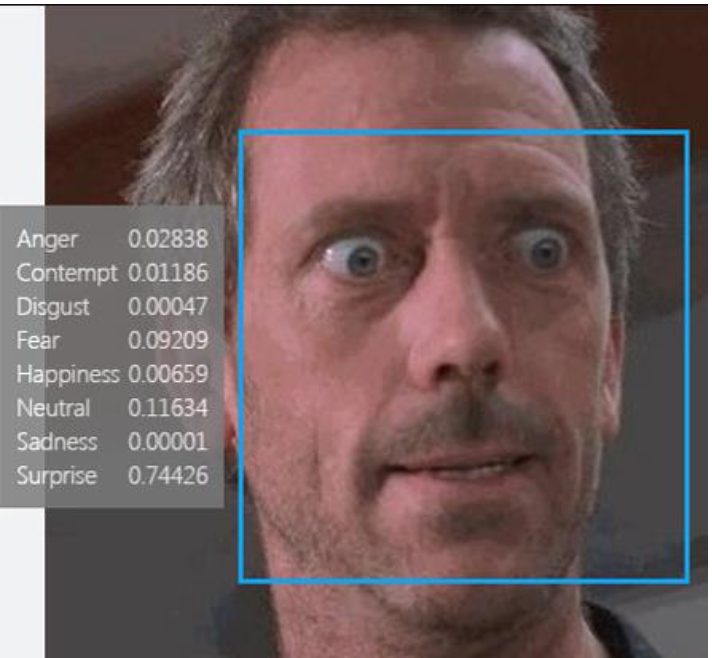 Anger 0.02838
Contempt 0.01186
Disgust 0.00047
Fear 0.09209
Happiness 0.00659
Neutral 0.11634
Sadness 0.00001
Surprise 0.74426